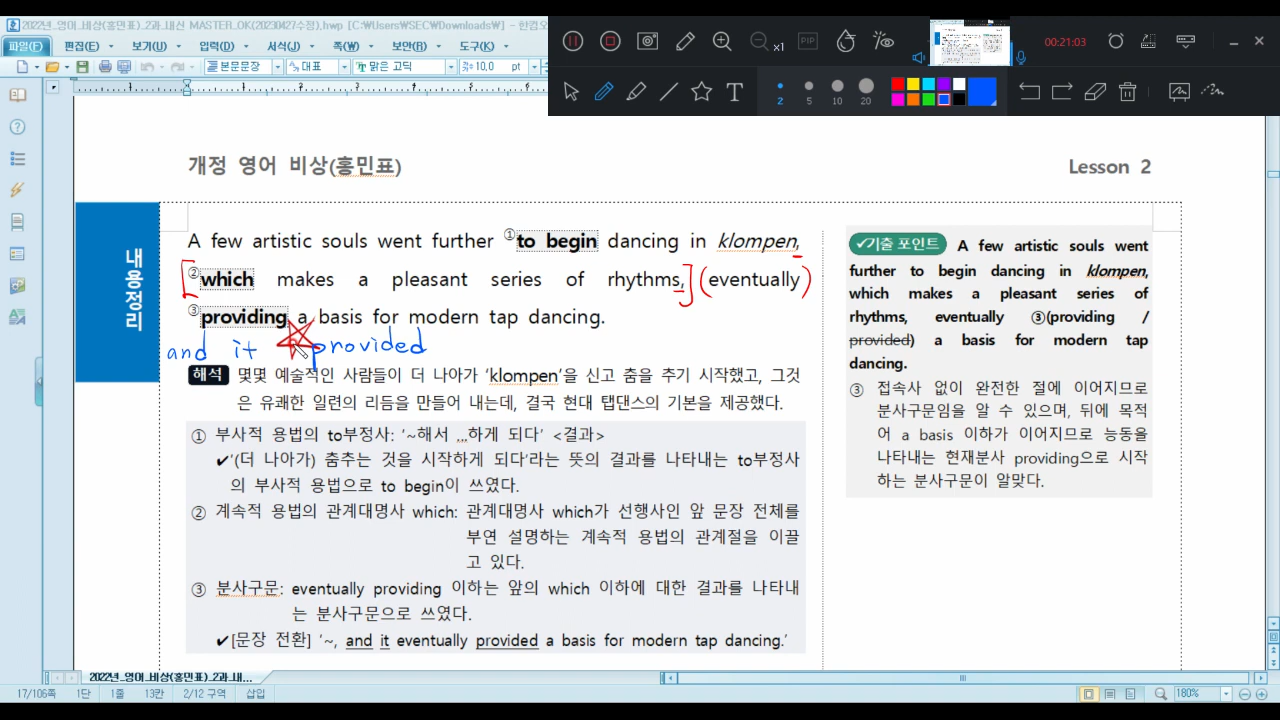 2022년_영어_비상(홍민표)_2과_내신 MASTER_OK(20230427수정).hwp [C:\Users\SEC\Downloads\] - 한컴오
파일(F) 편집(E) 보기(U) 입력(D) 서식(J) 쪽(W) 보안(R) 도구(K)
본문문장 대표 맑은 고딕 10.0 pt
PIP x1 00:21:03
2 5 10 20
개정 영어 비상(홍민표) Lesson 2
내용정리
A few artistic souls went further ①to begin dancing in klompen,
②which makes a pleasant series of rhythms,] (eventually)
③providing a basis for modern tap dancing.
and it provided
해석 몇몇 예술적인 사람들이 더 나아가 ‘klompen’을 신고 춤을 추기 시작했고, 그것
은 유쾌한 일련의 리듬을 만들어 내는데, 결국 현대 탭댄스의 기본을 제공했다.
① 부사적 용법의 to부정사: ‘~해서 …하게 되다’ <결과>
✔‘(더 나아가) 춤추는 것을 시작하게 되다’라는 뜻의 결과를 나타내는 to부정사
의 부사적 용법으로 to begin이 쓰였다.
② 계속적 용법의 관계대명사 which: 관계대명사 which가 선행사인 앞 문장 전체를
부연 설명하는 계속적 용법의 관계절을 이끌
고 있다.
③ 분사구문: eventually providing 이하는 앞의 which 이하에 대한 결과를 나타내
는 분사구문으로 쓰였다.
✔[문장 전환] ‘~, and it eventually provided a basis for modern tap dancing.’
✔기출 포인트 A few artistic souls went
further to begin dancing in klompen,
which makes a pleasant series of
rhythms, eventually ③(providing /
provided) a basis for modern tap
dancing.
③ 접속사 없이 완전한 절에 이어지므로
분사구문임을 알 수 있으며, 뒤에 목적
어 a basis 이하가 이어지므로 능동을
나타내는 현재분사 providing으로 시작
하는 분사구문이 알맞다.
2022년_영어_비상(홍민표)_2과_내...
17/106쪽 1단 1줄 13칸 2/12 구역 삽입 180%